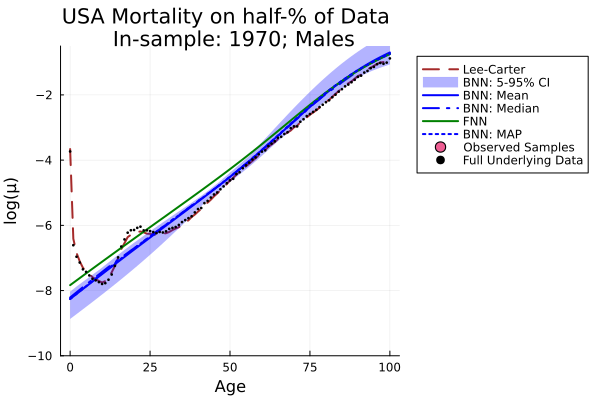 USA Mortality on half-% of Data
In-sample: 1970; Males
log(μ)
−2
−4
−6
−8
−10
0
25
50
75
100
Age
Lee-Carter
BNN: 5-95% CI
BNN: Mean
BNN: Median
FNN
BNN: MAP
Observed Samples
Full Underlying Data